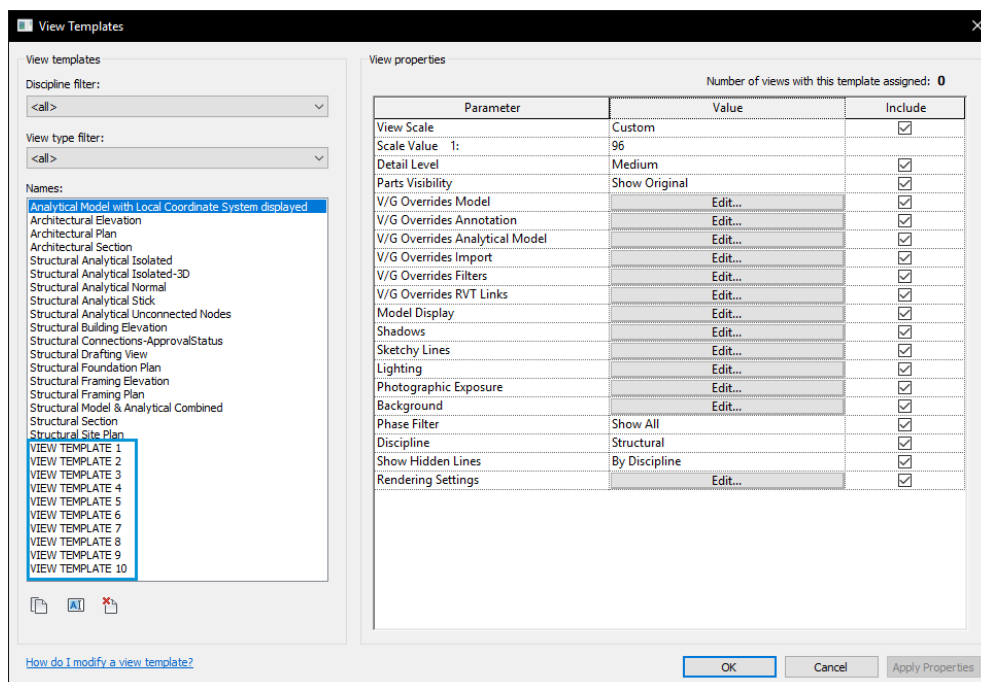 View Templates
View templates
Discipline filter:
<all>
View type filter:
<all>
Names:
Analytical Model with Local Coordinate System displayed
Architectural Elevation
Architectural Plan
Architectural Section
Structural Analytical Isolated
Structural Analytical Isolated-3D
Structural Analytical Normal
Structural Analytical Stick
Structural Analytical Unconnected Nodes
Structural Building Elevation
Structural Connections-ApprovalStatus
Structural Drafting View
Structural Foundation Plan
Structural Framing Elevation
Structural Framing Plan
Structural Model & Analytical Combined
Structural Section
Structural Site Plan
VIEW TEMPLATE 1
VIEW TEMPLATE 2
VIEW TEMPLATE 3
VIEW TEMPLATE 4
VIEW TEMPLATE 5
VIEW TEMPLATE 6
VIEW TEMPLATE 7
VIEW TEMPLATE 8
VIEW TEMPLATE 9
VIEW TEMPLATE 10
How do I modify a view template?
View properties
Number of views with this template assigned: 0
Parameter Value Include
View Scale Custom
Scale Value 1: 96
Detail Level Medium
Parts Visibility Show Original
V/G Overrides Model Edit...
V/G Overrides Annotation Edit...
V/G Overrides Analytical Model Edit...
V/G Overrides Import Edit...
V/G Overrides Filters Edit...
V/G Overrides RVT Links Edit...
Model Display Edit...
Shadows Edit...
Sketchy Lines Edit...
Lighting Edit...
Photographic Exposure Edit...
Background Edit...
Phase Filter Show All
Discipline Structural
Show Hidden Lines By Discipline
Rendering Settings Edit...
OK Cancel Apply Properties